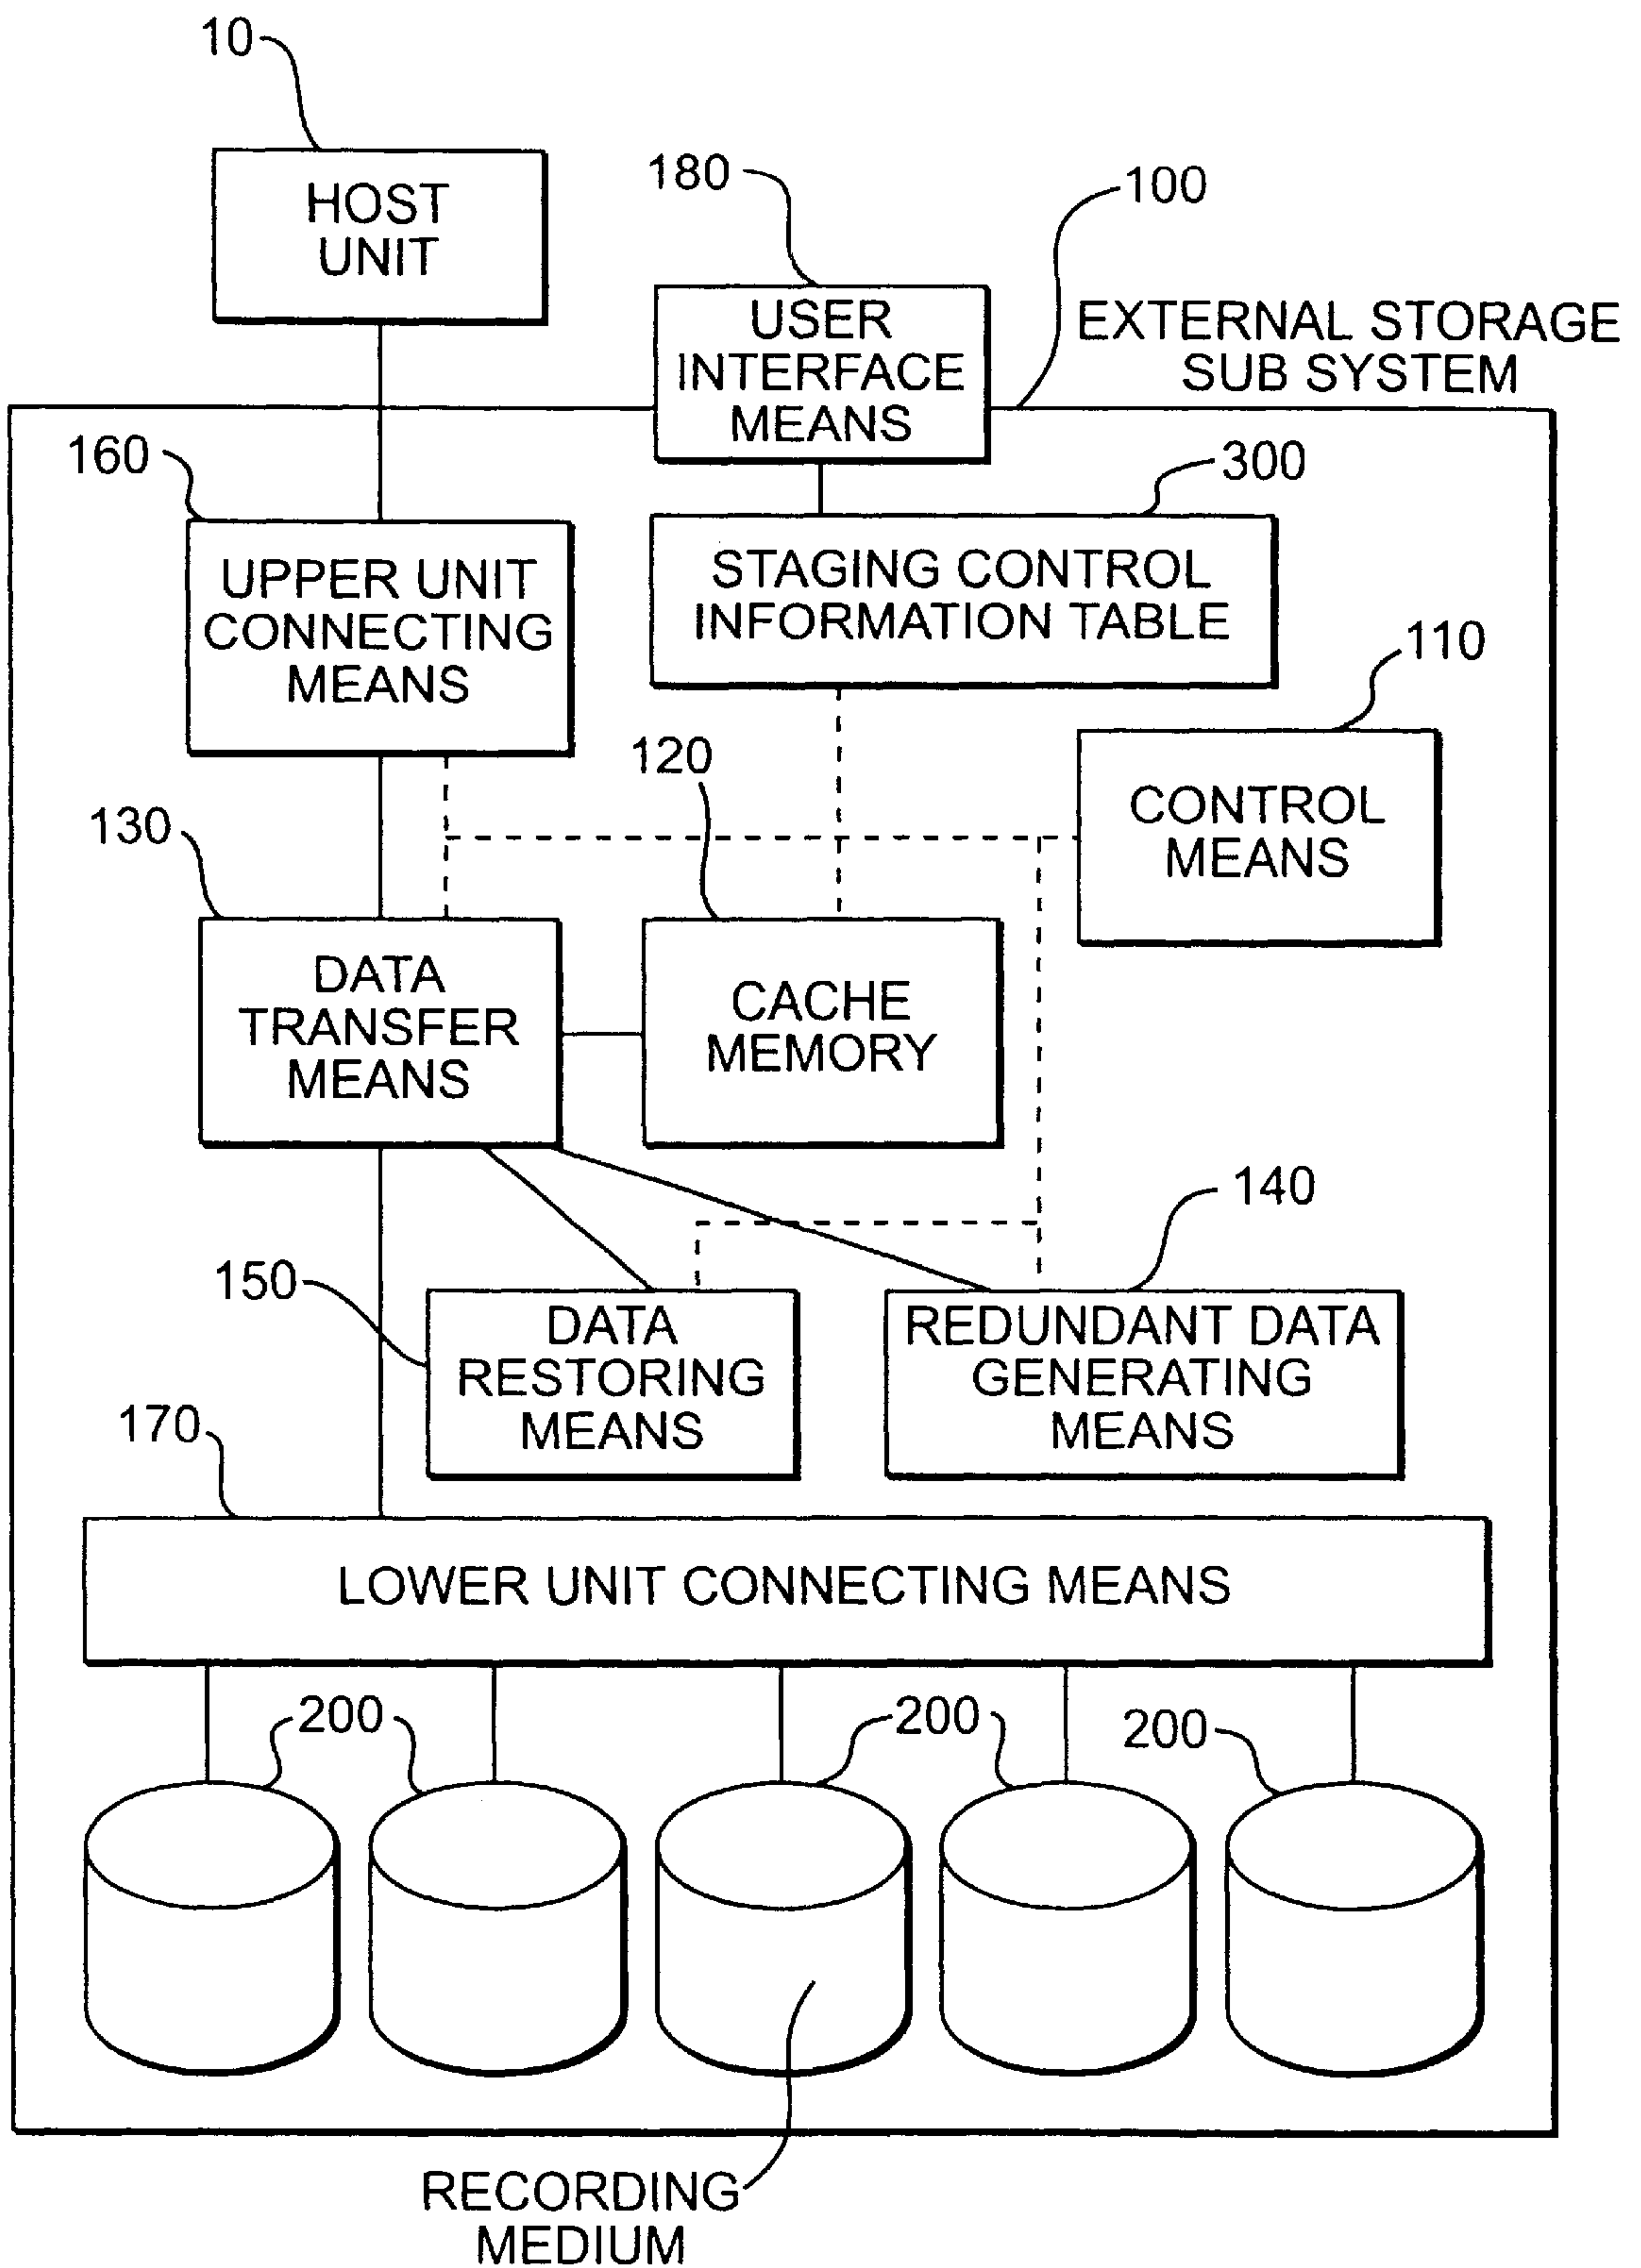 10
HOST
UNIT
180
100
USER
INTERFACE
MEANS
EXTERNAL STORAGE
SUB SYSTEM
160
300
UPPER UNIT
CONNECTING
MEANS
STAGING CONTROL
INFORMATION TABLE
110
120
CONTROL
MEANS
130
DATA
TRANSFER
MEANS
CACHE
MEMORY
140
150
DATA
RESTORING
MEANS
REDUNDANT DATA
GENERATING
MEANS
170
LOWER UNIT CONNECTING MEANS
200
200
200
RECORDING
MEDIUM